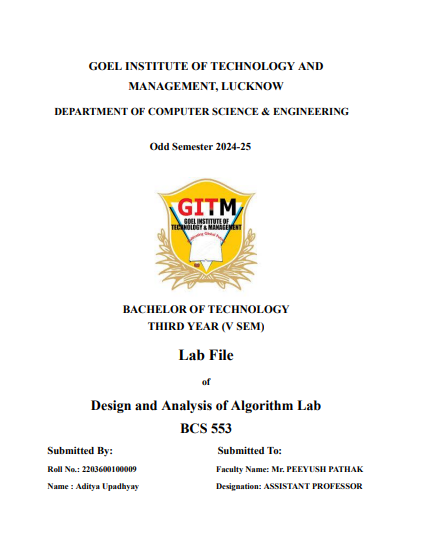 GOEL INSTITUTE OF TECHNOLOGY AND
MANAGEMENT, LUCKNOW
DEPARTMENT OF COMPUTER SCIENCE & ENGINEERING
Odd Semester 2024-25
GITM
GOEL INSTITUTE OF
TECHNOLOGY & MANAGEMENT
BACHELOR OF TECHNOLOGY
THIRD YEAR (V SEM)
Lab File
of
Design and Analysis of Algorithm Lab
BCS 553
Submitted By: Submitted To:
Roll No.: 2203600100009 Faculty Name: Mr. PEEYUSH PATHAK
Name : Aditya Upadhyay Designation: ASSISTANT PROFESSOR